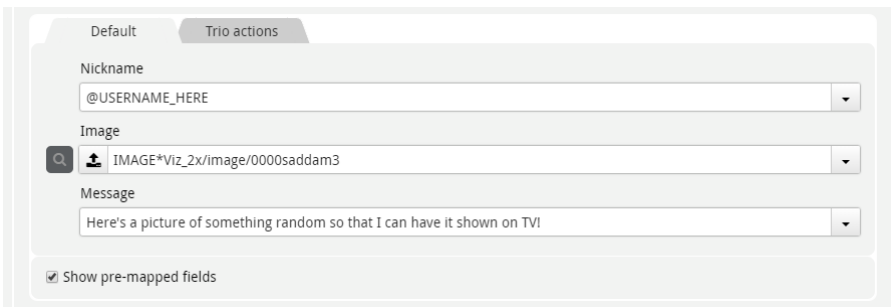 Default
Trio actions
Nickname
@USERNAME_HERE
Image
IMAGE*Viz_2x/image/0000saddam3
Message
Here's a picture of something random so that I can have it shown on TV!
Show pre-mapped fields